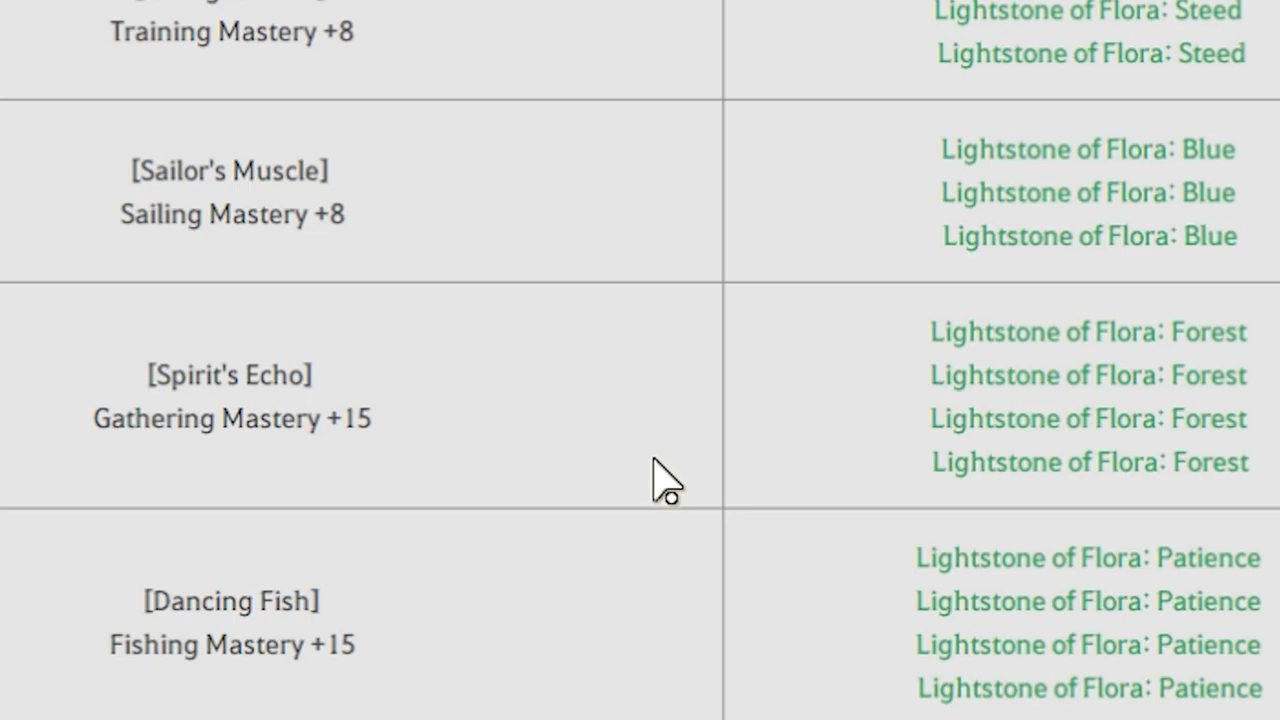 Training Mastery +8
Lightstone of Flora: Steed
Lightstone of Flora: Steed
[Sailor's Muscle]
Sailing Mastery +8
Lightstone of Flora: Blue
Lightstone of Flora: Blue
Lightstone of Flora: Blue
[Spirit's Echo]
Gathering Mastery +15
Lightstone of Flora: Forest
Lightstone of Flora: Forest
Lightstone of Flora: Forest
Lightstone of Flora: Forest
[Dancing Fish]
Fishing Mastery +15
Lightstone of Flora: Patience
Lightstone of Flora: Patience
Lightstone of Flora: Patience
Lightstone of Flora: Patience